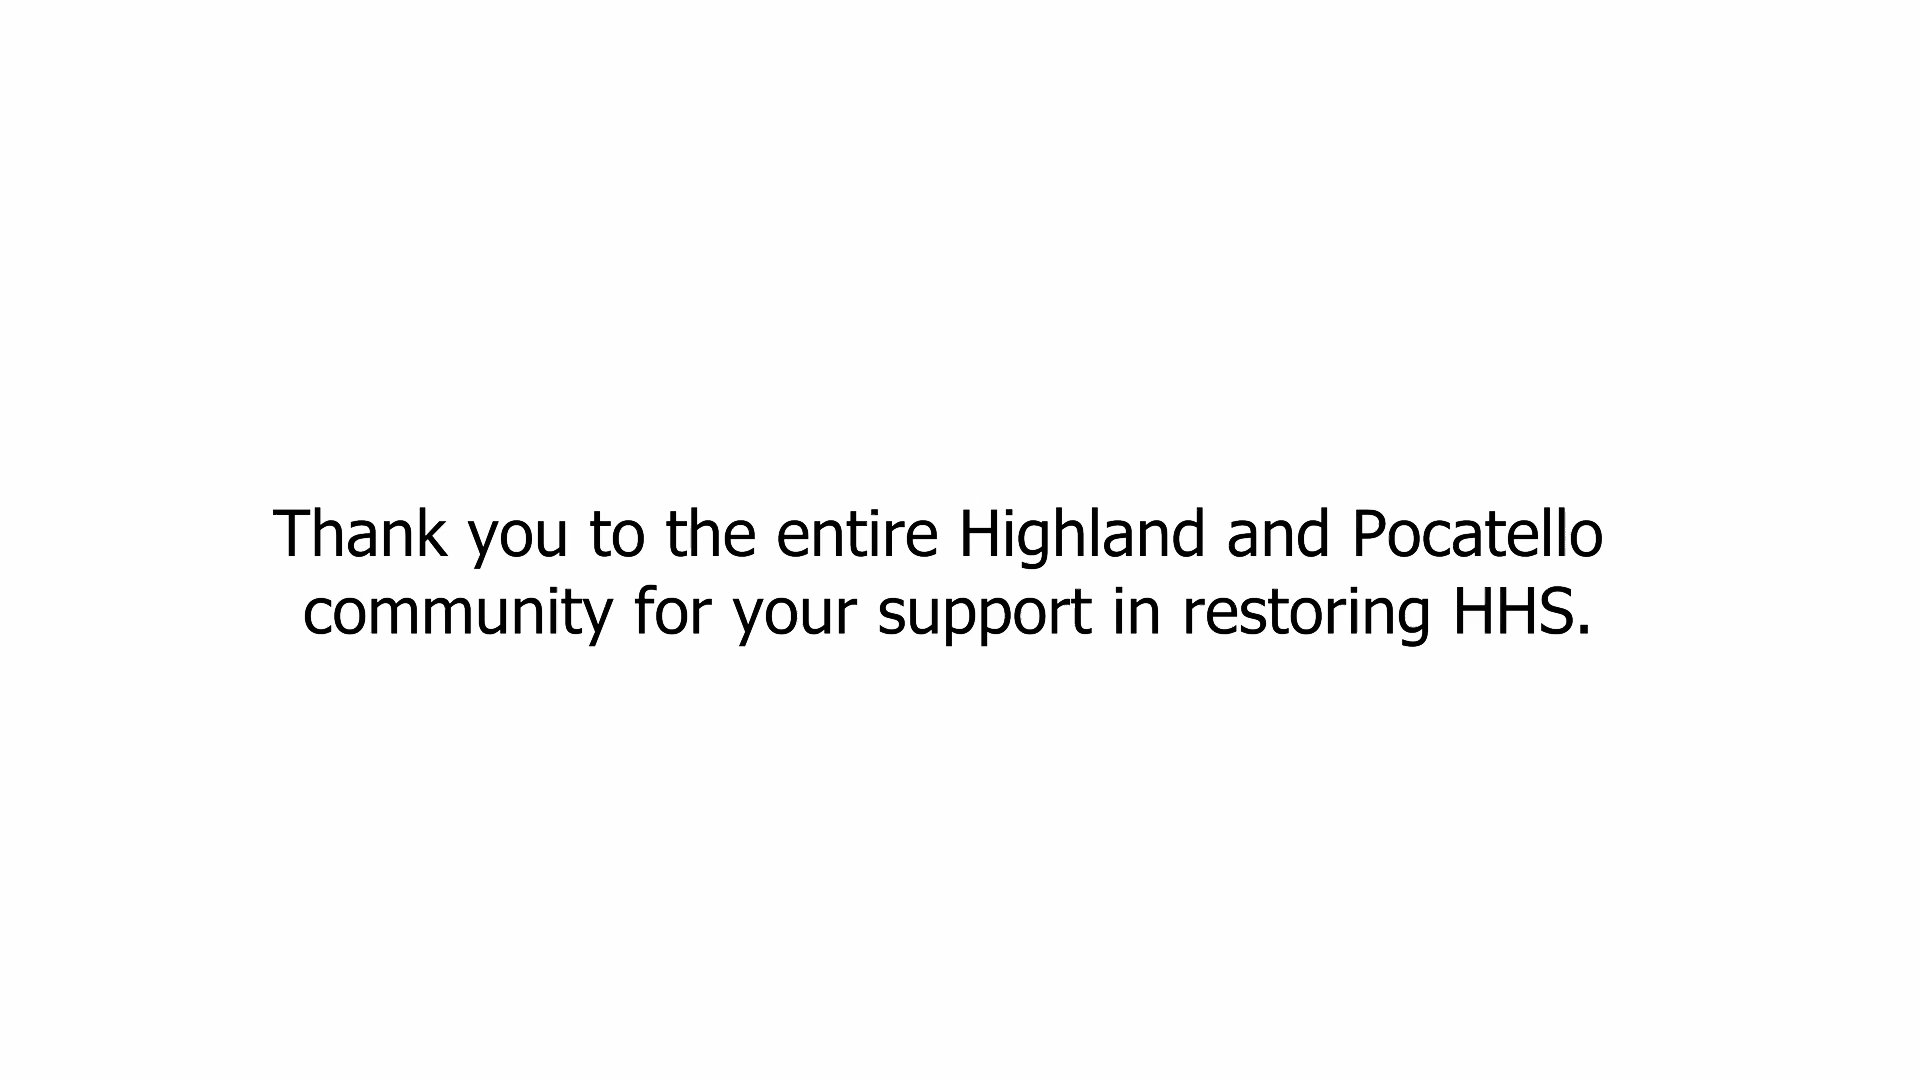 Thank you to the entire Highland and Pocatello
community for your support in restoring HHS.